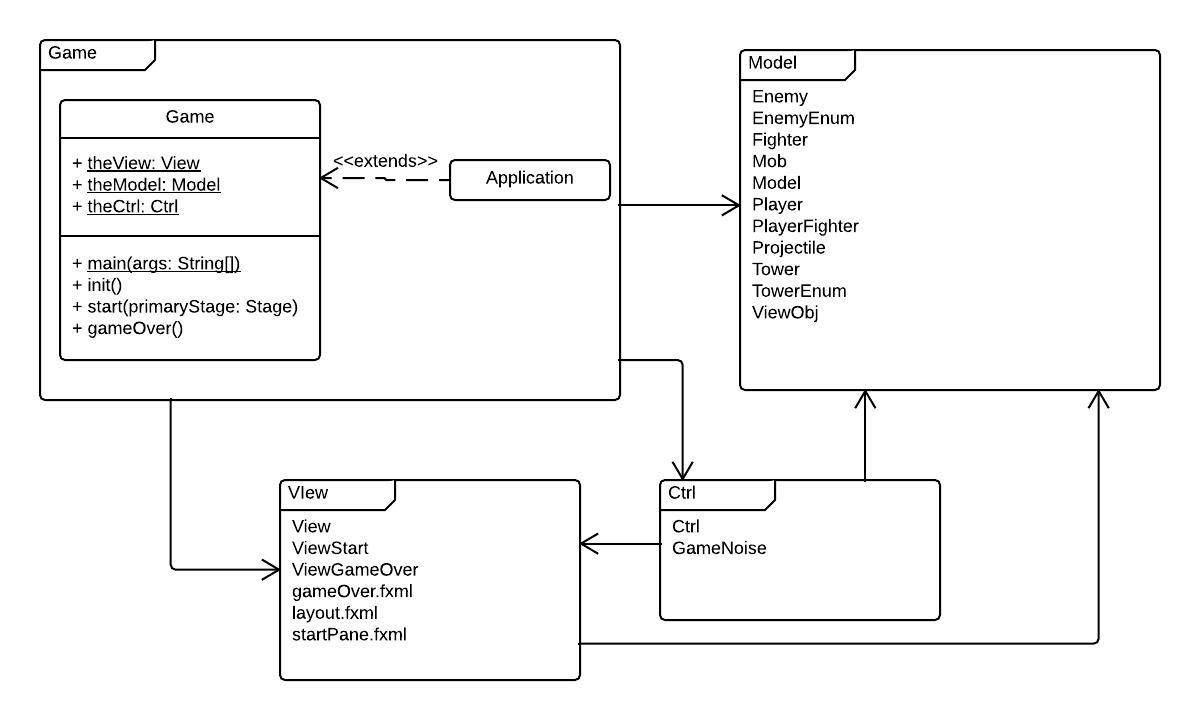 Game
Game
+ theView: View
+ theModel: Model
+ theCtrl: Ctrl
+ main(args: String[])
+ init()
+ start(primaryStage: Stage)
+ gameOver()
<<extends>>
Application
Model
Enemy
EnemyEnum
Fighter
Mob
Model
Player
PlayerFighter
Projectile
Tower
TowerEnum
ViewObj
VIew
View
ViewStart
ViewGameOver
gameOver.fxml
layout.fxml
startPane.fxml
Ctrl
Ctrl
GameNoise